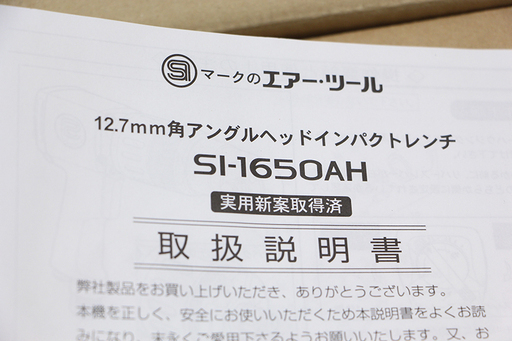 SI マークのエアー・ツール
12.7mm角アングルヘッドインパクトレンチ
SI-1650AH
実用新案取得済
取扱説明書
弊社製品をお買い上げいただき、ありがとうございます。
本機を正しく、安全にお使いいただくため本説明書をよくお読
みになり、末永くご愛用下さるようお願いいたします。又、お